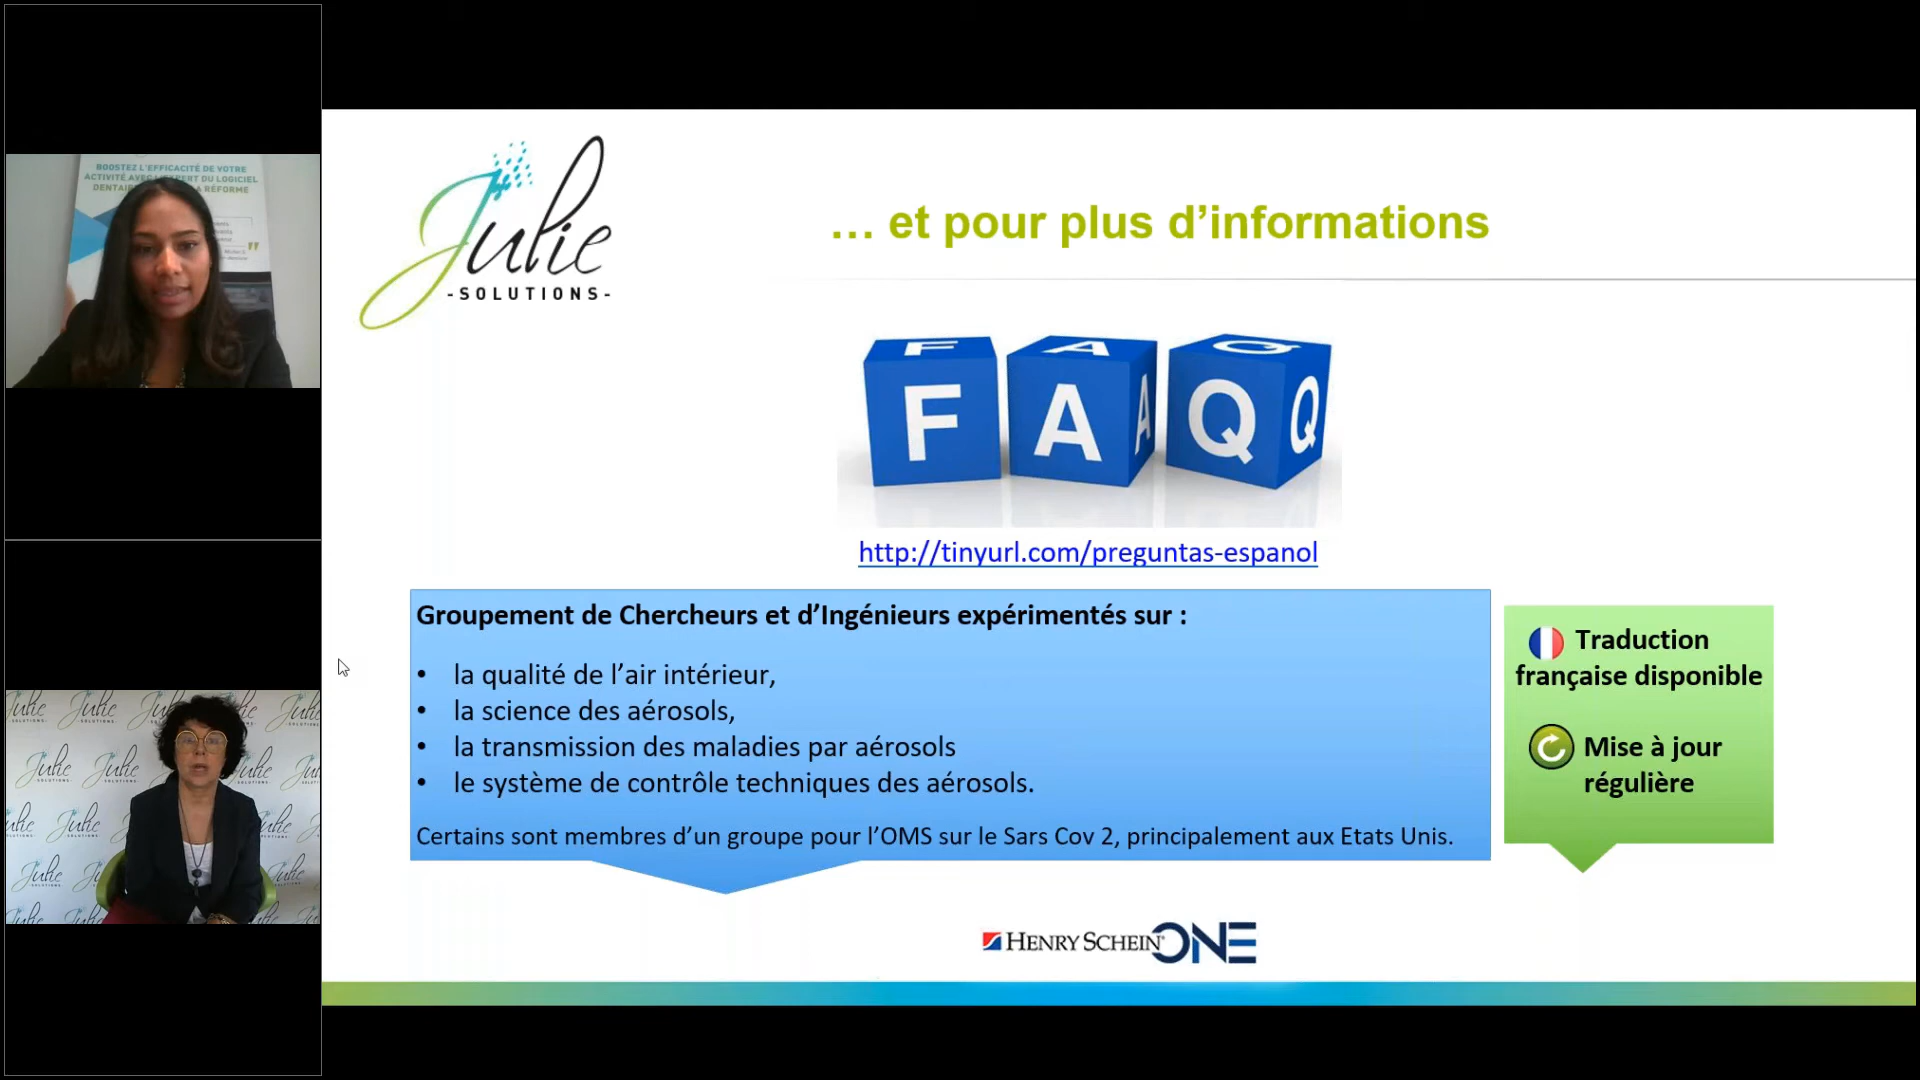 BOOSTEZ L'EFFICACITÉ DE VOTRE
ACTIVITÉ AVEC L'EXPERT DU LOGICIEL
DENTAIRE
LA RÉFORME
Julie
-SOLUTIONS-
… et pour plus d’informations
F A Q
F A A Q Q
http://tinyurl.com/preguntas-espanol
Groupement de Chercheurs et d’Ingénieurs expérimentés sur :
• la qualité de l’air intérieur,
• la science des aérosols,
• la transmission des maladies par aérosols
• le système de contrôle techniques des aérosols.
Certains sont membres d’un groupe pour l’OMS sur le Sars Cov 2, principalement aux Etats Unis.
Traduction
française disponible
Mise à jour
régulière
HENRY SCHEIN® ONE